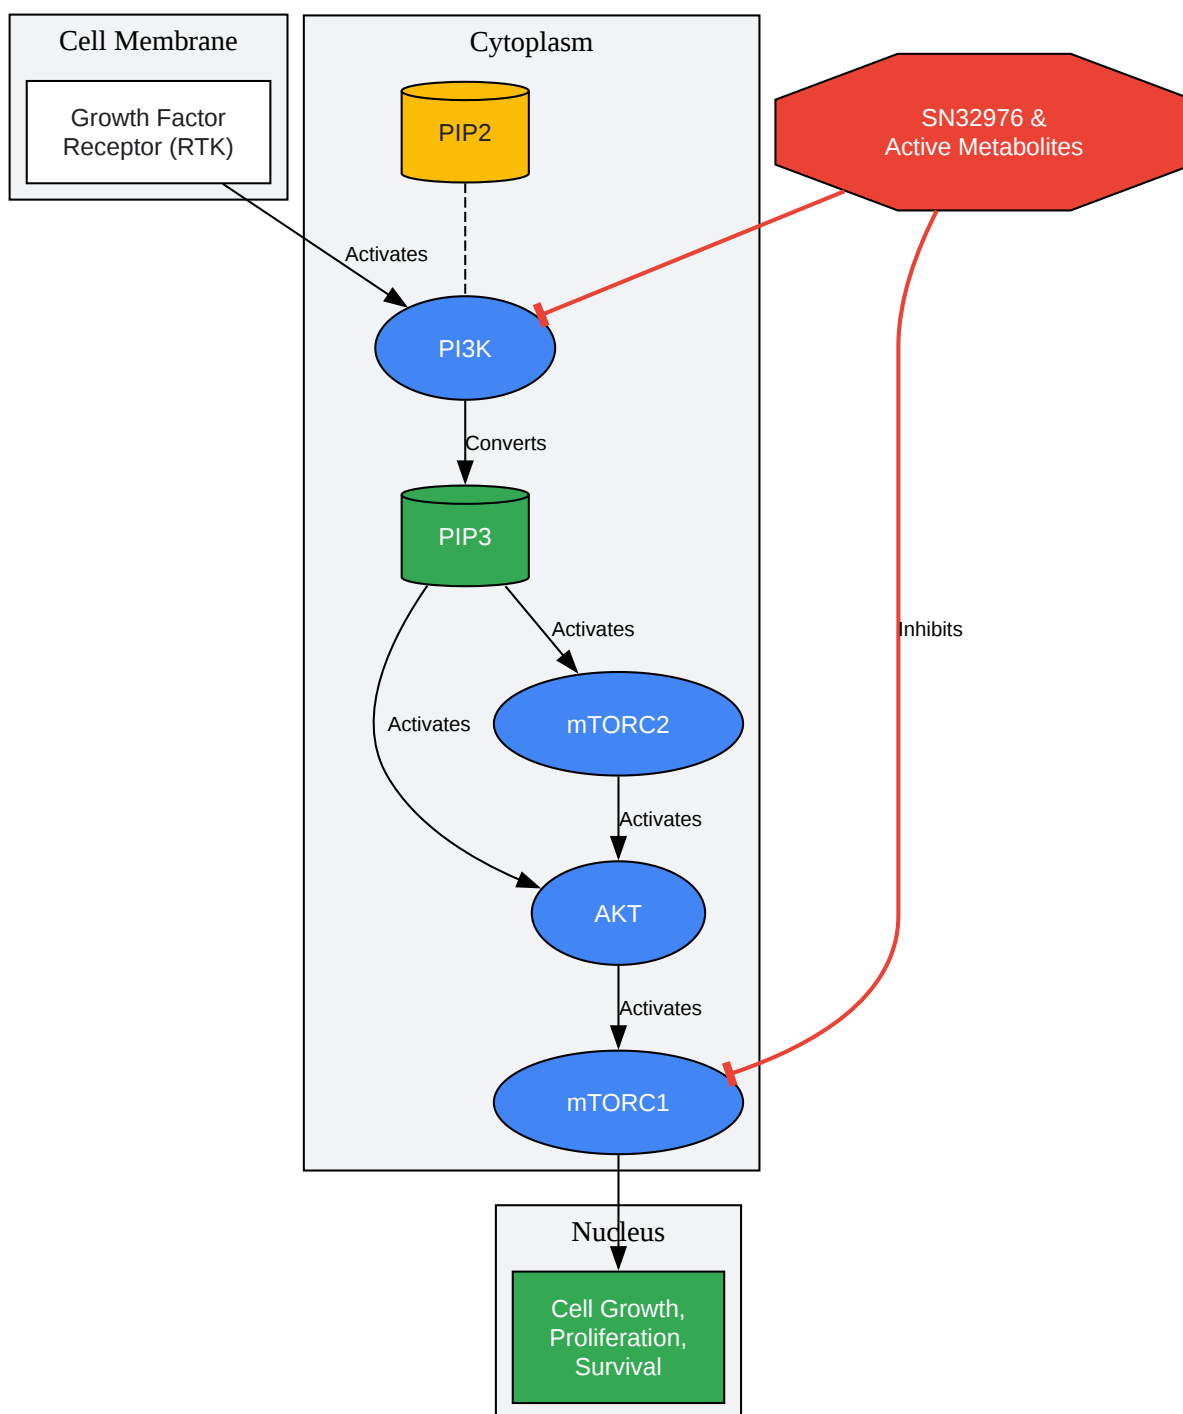 Cell Membrane
Growth Factor
Receptor (RTK)
Cytoplasm
PIP2
SN32976 &
Active Metabolites
Activates
PI3K
Converts
PIP3
Activates
Inhibits
Activates
mTORC2
Activates
AKT
Activates
mTORC1
Nucleus
Cell Growth,
Proliferation,
Survival